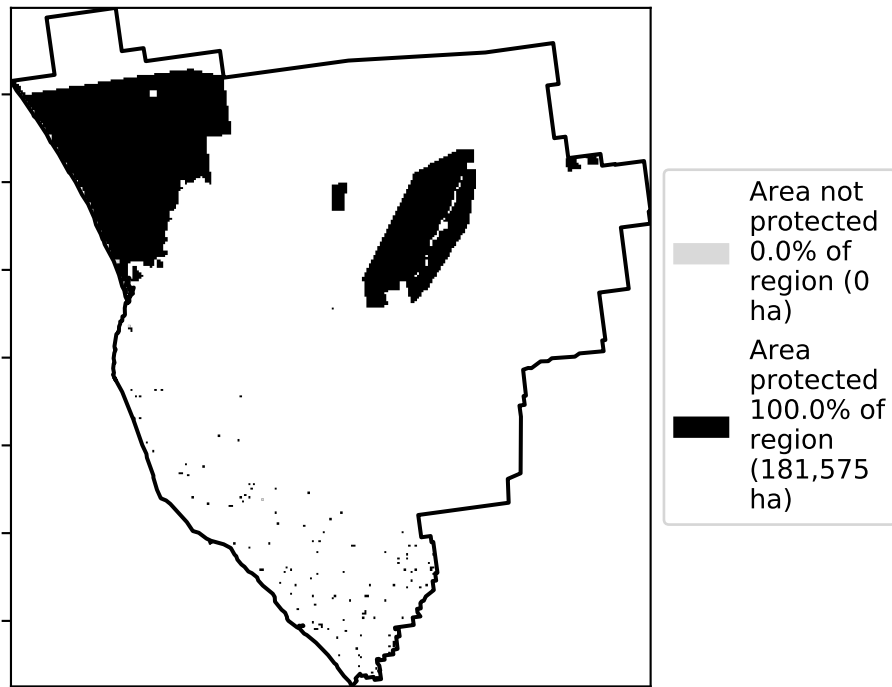 Area not
protected
0.0% of
region (0
ha)
Area
protected
100.0% of
region
(181,575
ha)